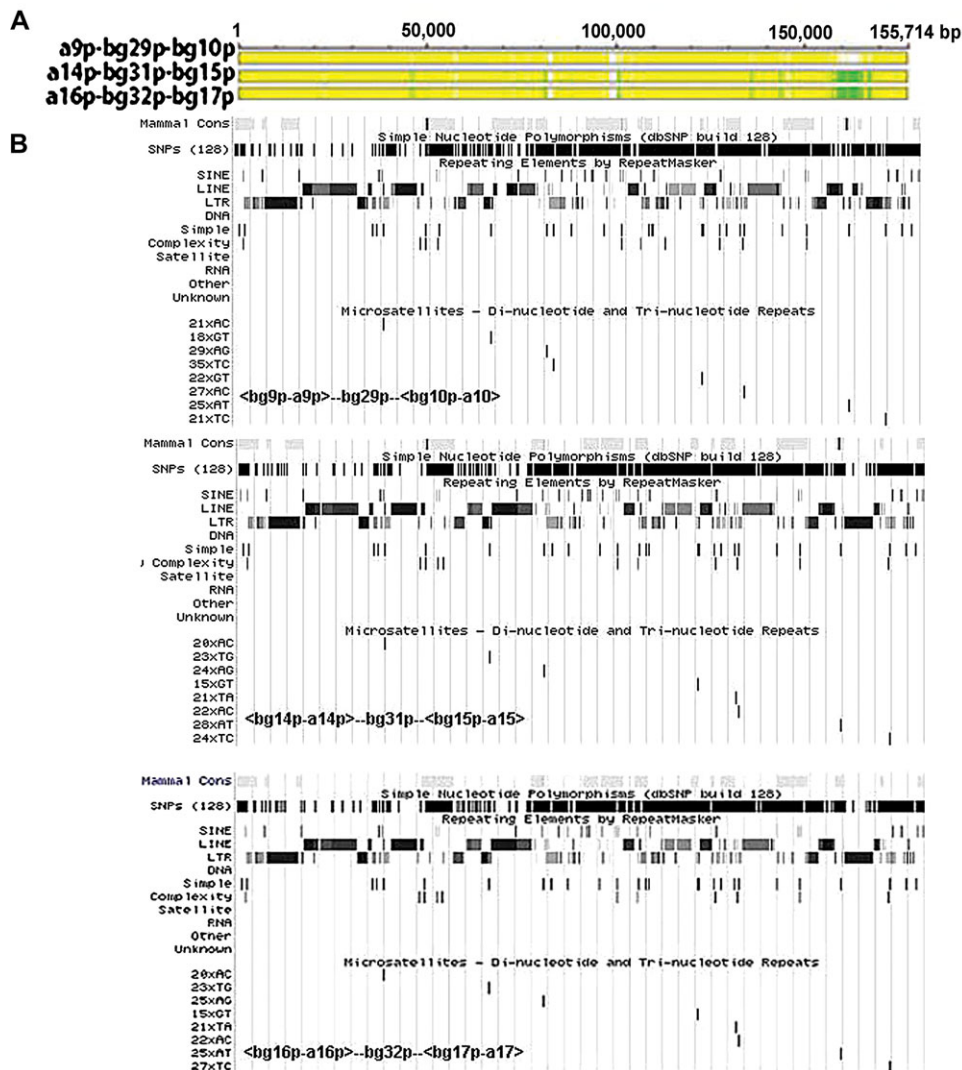 A
1 50,000 100,000 150,000 155,714 bp
a9p-bg29p-bg10p
a14p-bg31p-bg15p
a16p-bg32p-bg17p
B
Mammal Cons
Simple Nucleotide Polymorphisms (dbSNP build 128)
SNPs (128)
Repeating Elements by RepeatMasker
SINE
LINE
LTR
DNA
Simple
Complexity
Satellite
RNA
Other
Unknown
Microsatellites - Di-nucleotide and Tri-nucleotide Repeats
21xAC
18xGT
29xAG
35xTC
22xGT
27xAC
<bg9p-a9p>--bg29p--<bg10p-a10>
25xAT
21xTC
Mammal Cons
Simple Nucleotide Polymorphisms (dbSNP build 128)
SNPs (128)
Repeating Elements by RepeatMasker
SINE
LINE
LTR
DNA
Simple
Complexity
Satellite
RNA
Other
Unknown
Microsatellites - Di-nucleotide and Tri-nucleotide Repeats
20xAC
23xTG
24xAG
15xGT
21xTA
22xAC
<bg14p-a14p>--bg31p--<bg15p-a15>
28xAT
24xTC
Mammal Cons
Simple Nucleotide Polymorphisms (dbSNP build 128)
SNPs (128)
Repeating Elements by RepeatMasker
SINE
LINE
LTR
DNA
Simple
Complexity
Satellite
RNA
Other
Unknown
Microsatellites - Di-nucleotide and Tri-nucleotide Repeats
20xAC
23xTG
25xAG
15xGT
21xTA
22xAC
<bg16p-a16p>--bg32p--<bg17p-a17>
25xAT
27xTC